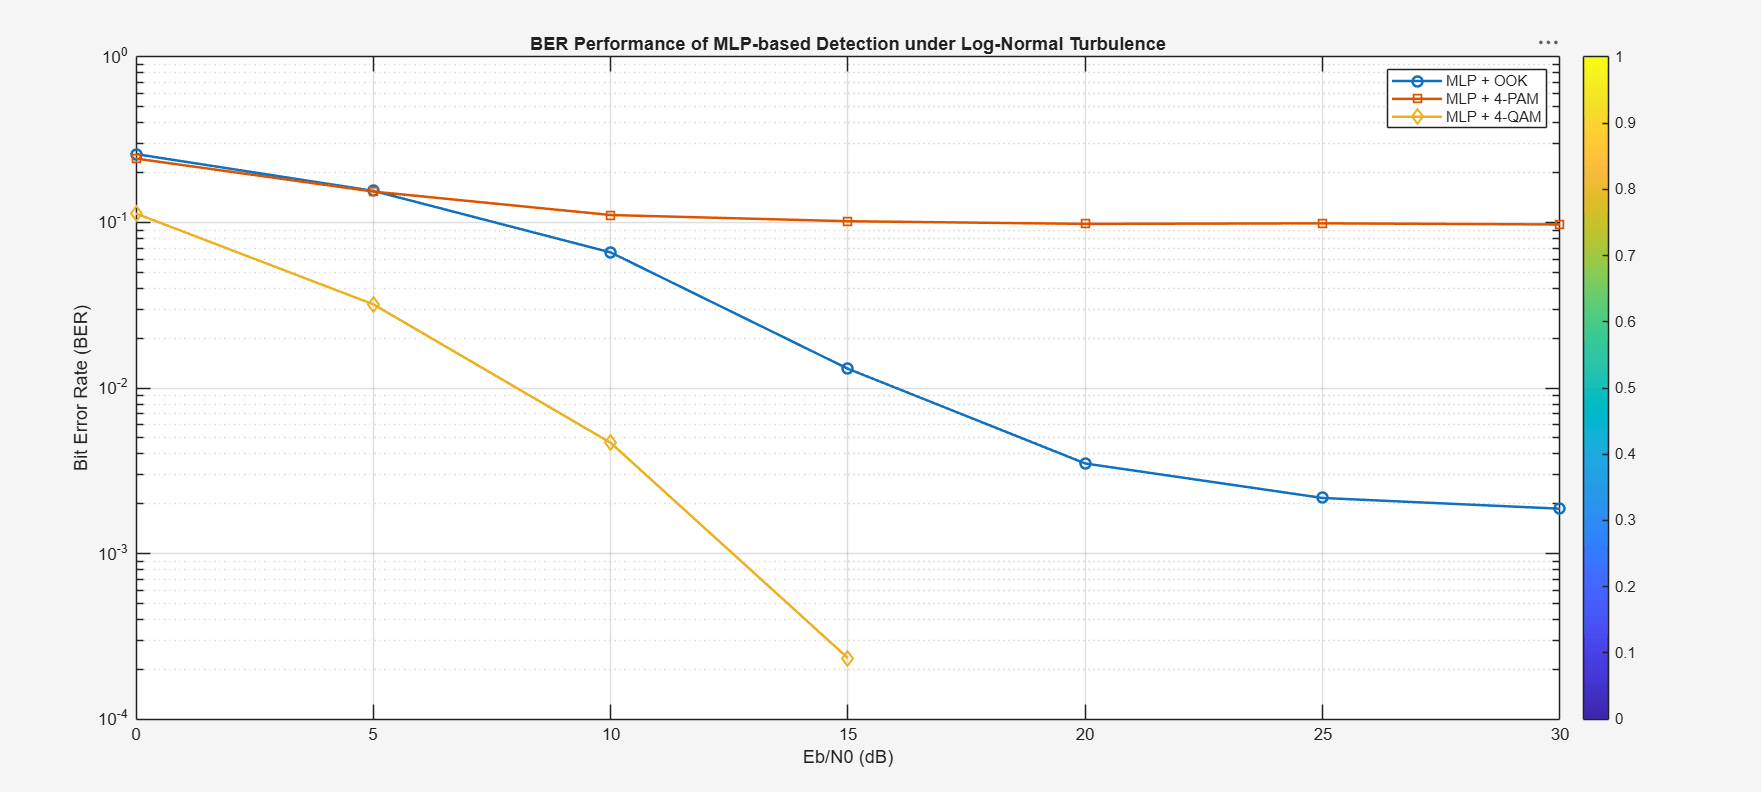 BER Performance of MLP-based Detection under Log-Normal Turbulence
MLP + OOK
MLP + 4-PAM
MLP + 4-QAM
Bit Error Rate (BER)
10^0
10^-1
10^-2
10^-3
10^-4
0 5 10 15 20 25 30
Eb/N0 (dB)
1
0.9
0.8
0.7
0.6
0.5
0.4
0.3
0.2
0.1
0